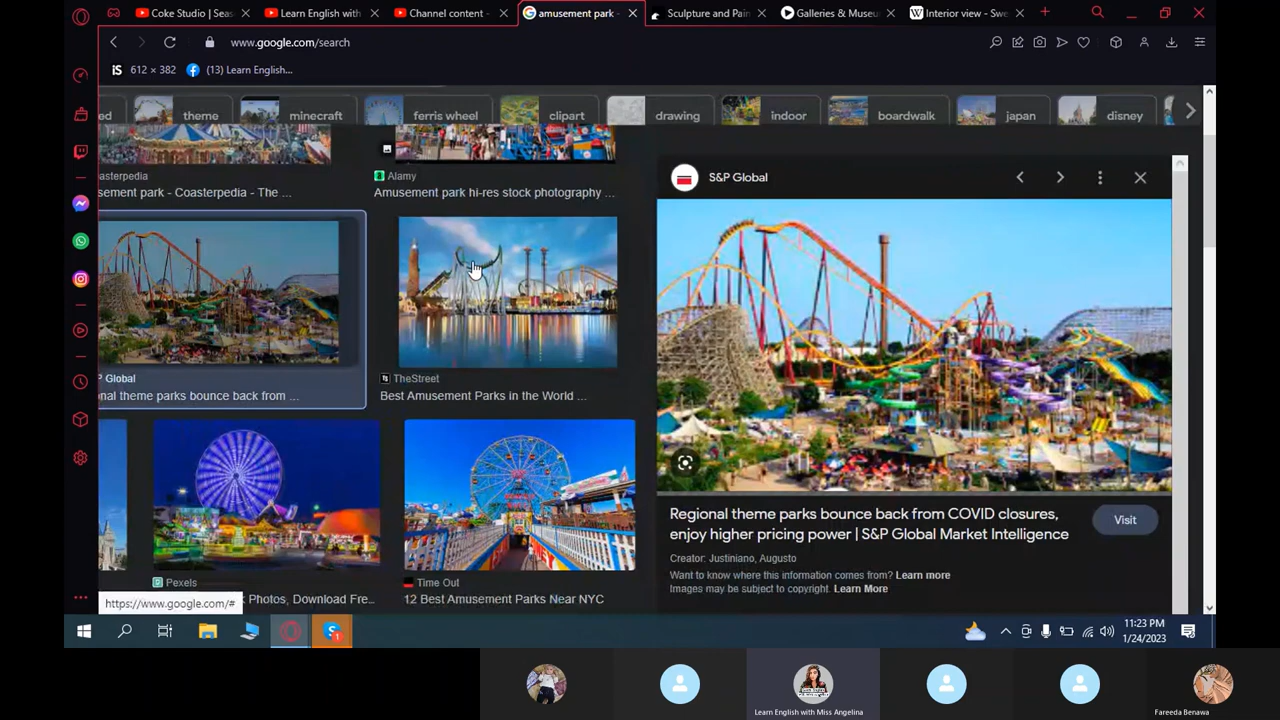 Coke Studio | Seas
Learn English with
Channel content -
amusement park -
Sculpture and Pain
Galleries & Museu
Interior view - Swe
www.google.com/search
iS 612 × 382
(13) Learn English...
ed
theme
minecraft
ferris wheel
clipart
drawing
indoor
boardwalk
japan
disney
asterpedia
sement park - Coasterpedia - The ...
Alamy
Amusement park hi-res stock photography ...
S&P Global
P Global
nal theme parks bounce back from ...
TheStreet
Best Amusement Parks in the World ...
Regional theme parks bounce back from COVID closures,
enjoy higher pricing power | S&P Global Market Intelligence
Visit
Creator: Justiniano, Augusto
Want to know where this information comes from? Learn more
Images may be subject to copyright. Learn More
Pexels
k Photos, Download Fre...
Time Out
12 Best Amusement Parks Near NYC
https://www.google.com/#
1
11:23 PM
1/24/2023
Learn English with Miss Angelina
Fareeda Benawa